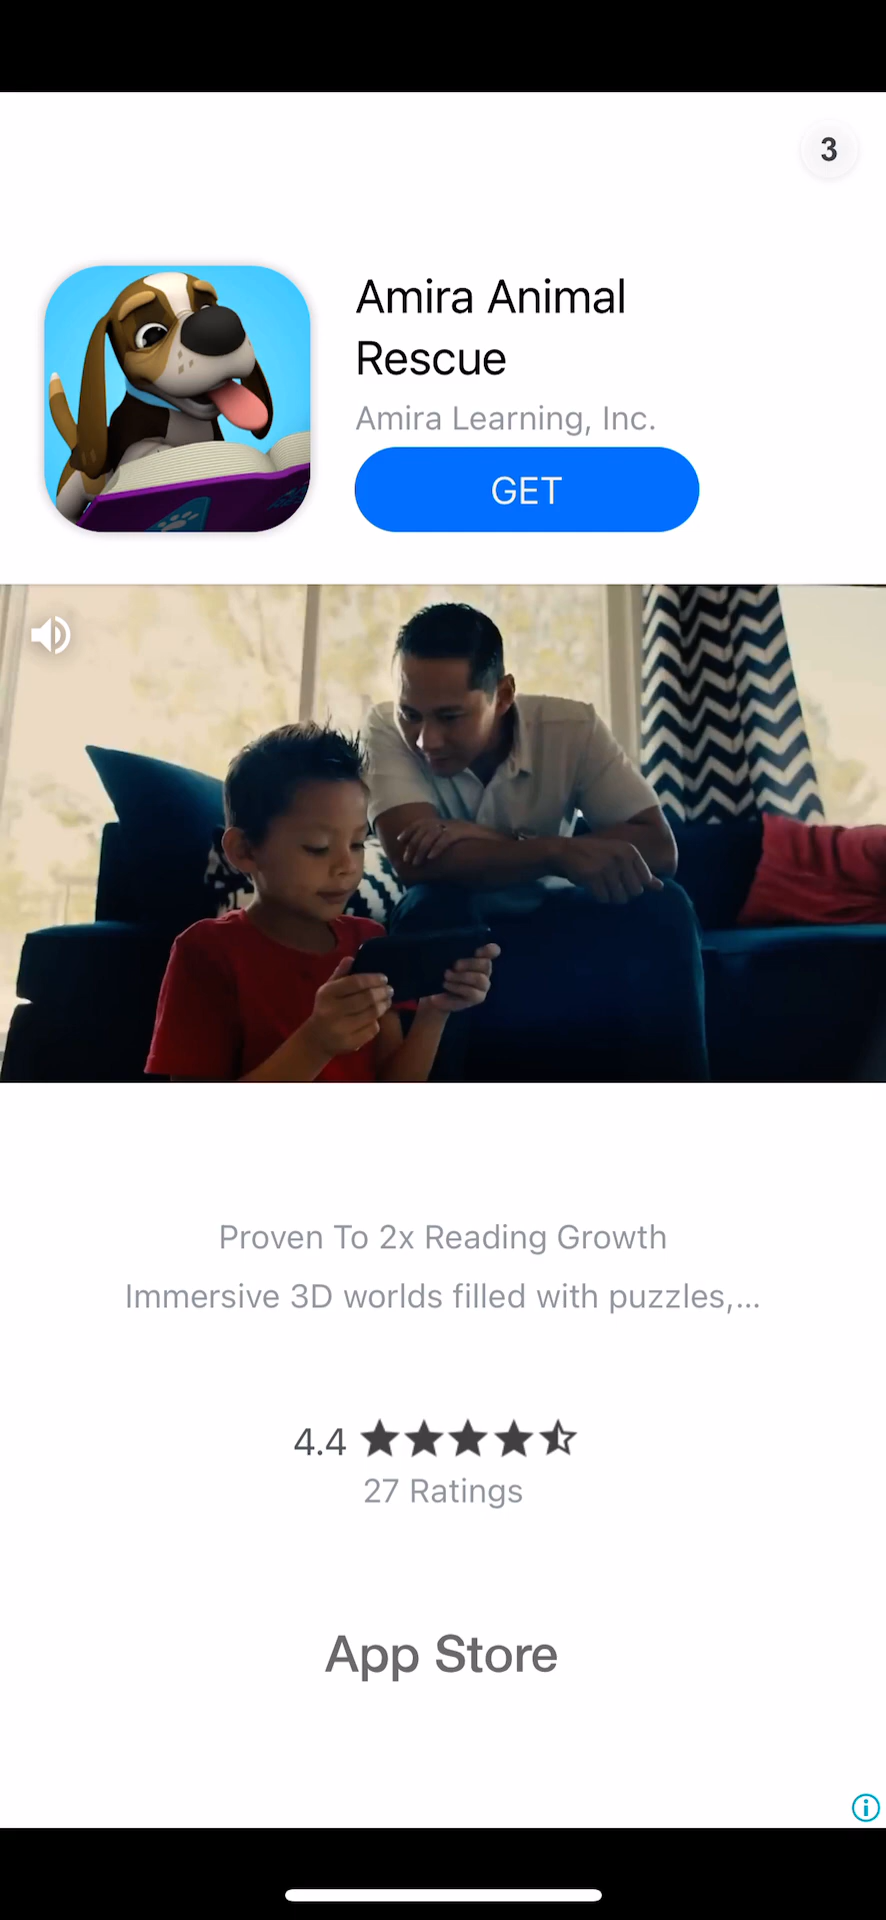 3
Amira Animal
Rescue
Amira Learning, Inc.
GET
Proven To 2x Reading Growth
Immersive 3D worlds filled with puzzles,...
4.4
27 Ratings
App Store